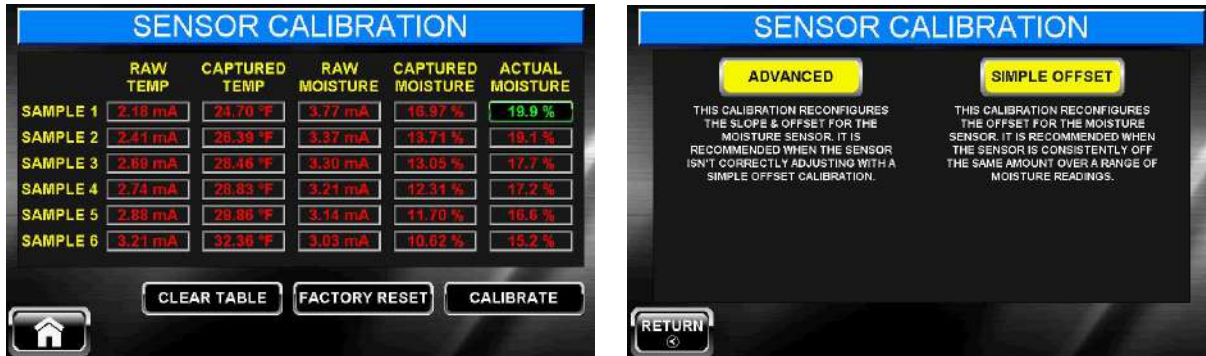 SENSOR CALIBRATION
RAW TEMP CAPTURED TEMP RAW MOISTURE CAPTURED MOISTURE ACTUAL MOISTURE
SAMPLE 1 2.18 mA 24.70 °F 3.77 mA 16.97 % 19.9 %
SAMPLE 2 2.41 mA 26.39 °F 3.37 mA 13.71 % 19.1 %
SAMPLE 3 2.69 mA 28.46 °F 3.30 mA 13.05 % 17.7 %
SAMPLE 4 2.74 mA 28.83 °F 3.21 mA 12.31 % 17.2 %
SAMPLE 5 2.88 mA 29.86 °F 3.14 mA 11.70 % 16.6 %
SAMPLE 6 3.21 mA 32.36 °F 3.03 mA 10.62 % 15.2 %
CLEAR TABLE FACTORY RESET CALIBRATE
SENSOR CALIBRATION
ADVANCED
THIS CALIBRATION RECONFIGURES
THE SLOPE & OFFSET FOR THE
MOISTURE SENSOR. IT IS
RECOMMENDED WHEN THE SENSOR
ISN'T CORRECTLY ADJUSTING WITH A
SIMPLE OFFSET CALIBRATION.
SIMPLE OFFSET
THIS CALIBRATION RECONFIGURES
THE OFFSET FOR THE MOISTURE
SENSOR. IT IS RECOMMENDED WHEN
THE SENSOR IS CONSISTENTLY OFF
THE SAME AMOUNT OVER A RANGE OF
MOISTURE READINGS.
RETURN